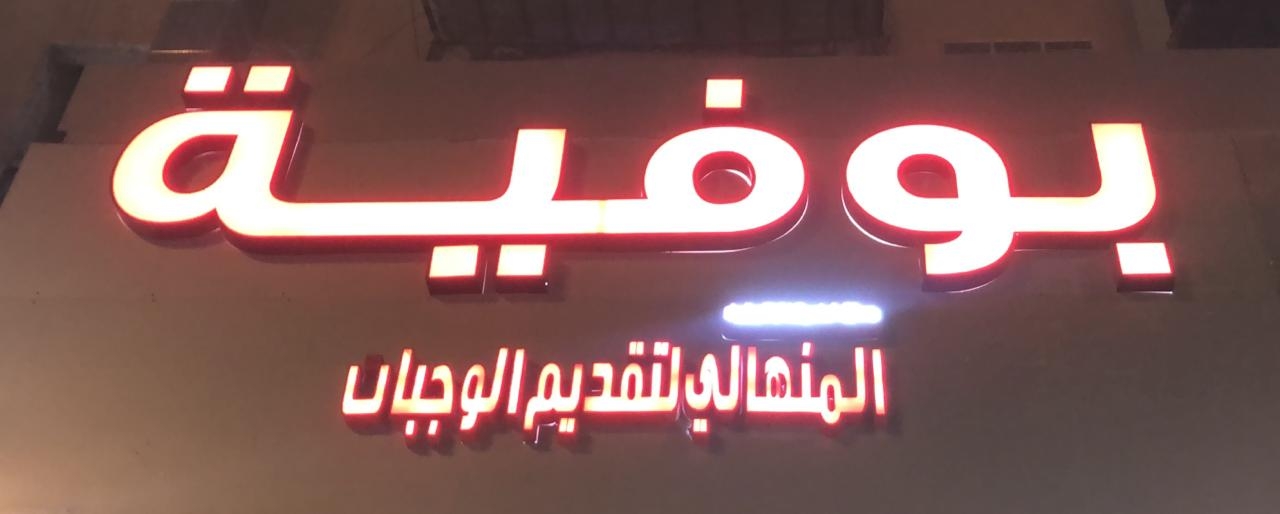 بوفية
المنهالي لتقديم الوجبات